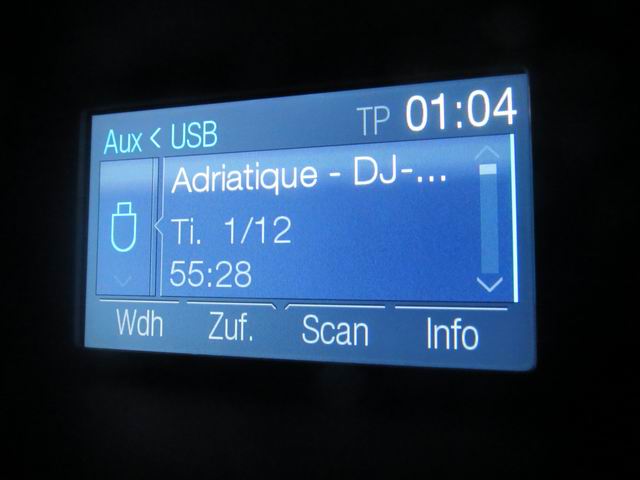 Aux < USB TP 01:04
Adriatique - DJ-...
Ti. 1/12
55:28
Wdh Zuf. Scan Info